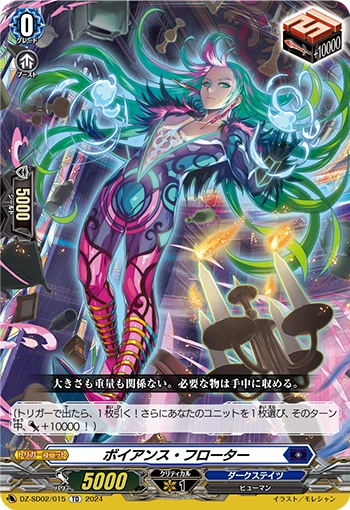 0
グレード
+10000
ブースト
5000
シールド
大きさも重量も関係ない。必要な物は手中に収める。
(トリガーで出たら、１枚引く！さらにあなたのユニットを１枚選び、そのターン
中、+10000！)
ボイアンス・フローター
トリガーユニット
パワー
5000
クリティカル
1
ダークステイツ
ヒューマン
DZ-SD02/015 TD 2024
イラスト／モレシャン